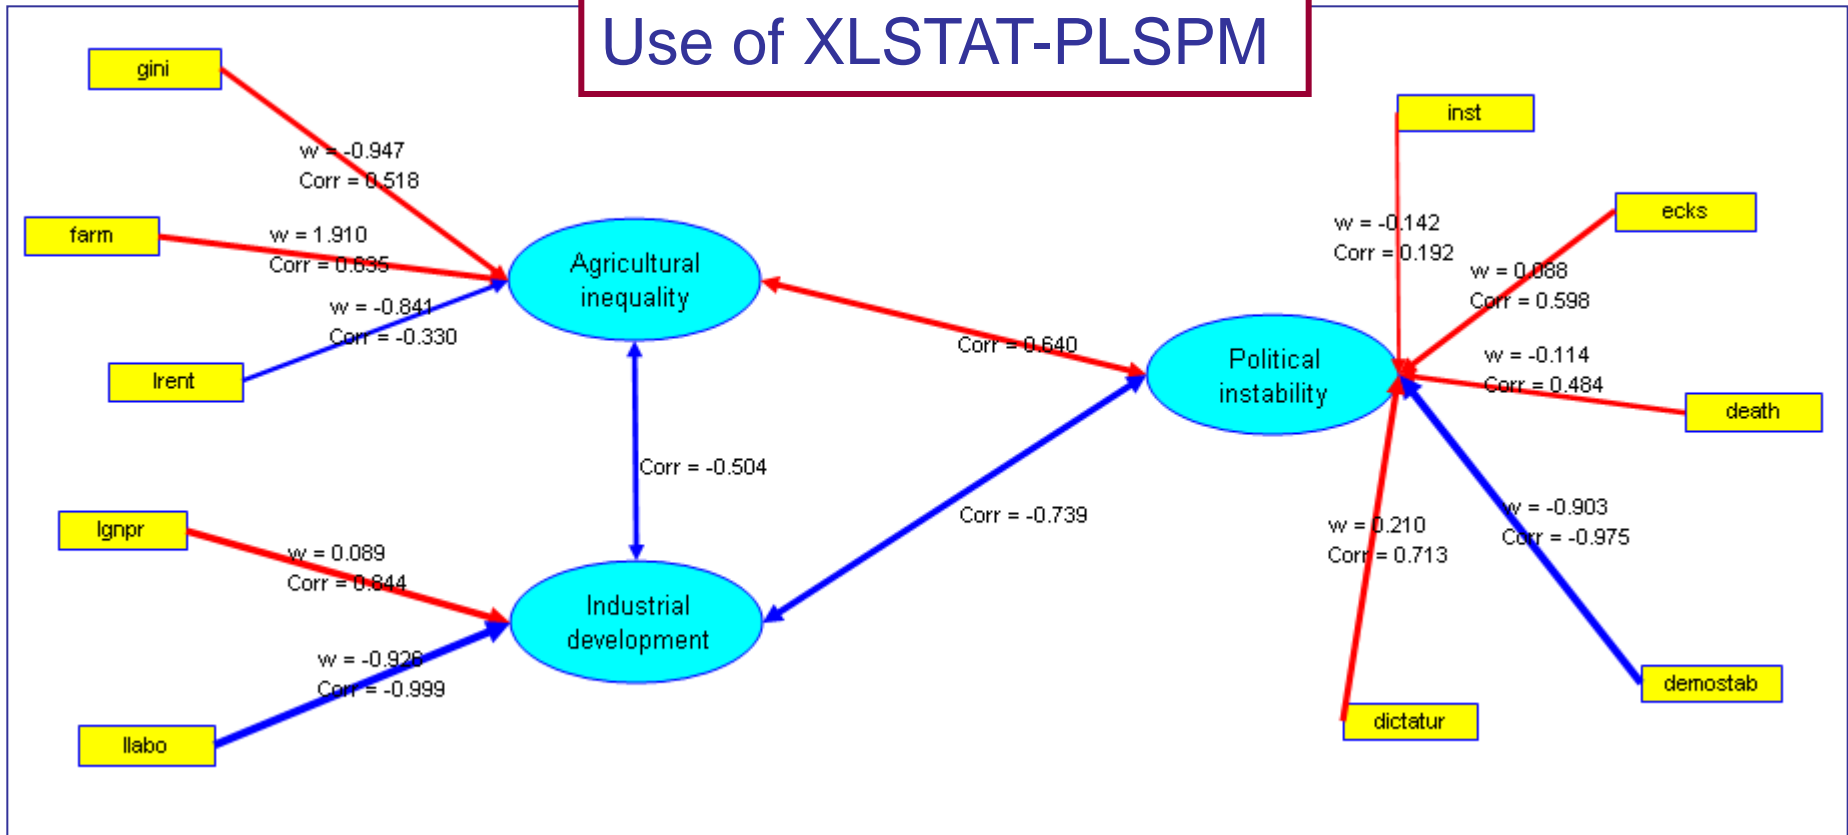 Use of XLSTAT-PLSPM
gini
w = -0.947
Corr = 0.518
farm
w = 1.910
Corr = 0.635
w = -0.841
Corr = -0.330
lrent
Agricultural
inequality
Corr = 0.640
Corr = -0.504
Corr = -0.739
lgnpr
w = 0.089
Corr = 0.844
w = -0.926
Corr = -0.999
llabo
Industrial
development
Political
instability
inst
w = -0.142
Corr = 0.192
ecks
w = 0.088
Corr = 0.598
w = -0.114
Corr = 0.484
death
w = -0.903
Corr = -0.975
w = 0.210
Corr = 0.713
demostab
dictatur